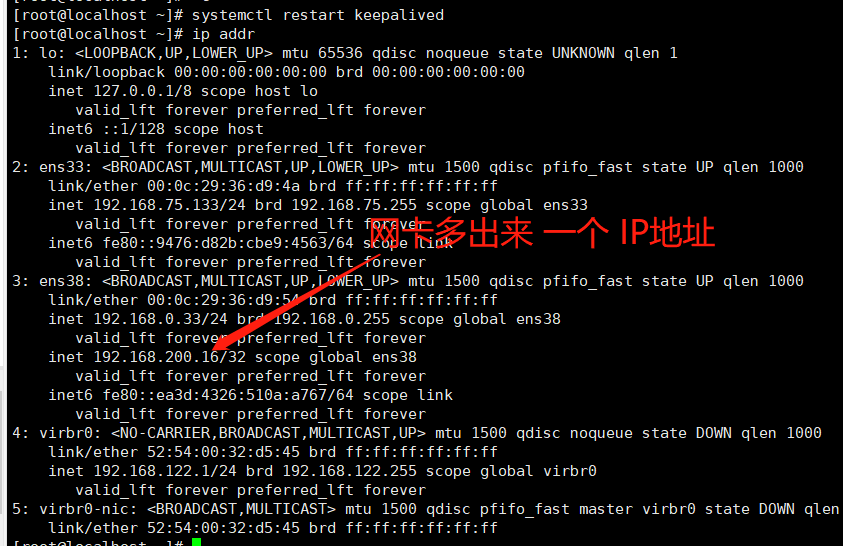 [root@localhost ~]# systemctl restart keepalived
[root@localhost ~]# ip addr
1: lo: <LOOPBACK,UP,LOWER_UP> mtu 65536 qdisc noqueue state UNKNOWN qlen 1
link/loopback 00:00:00:00:00:00 brd 00:00:00:00:00:00
inet 127.0.0.1/8 scope host lo
valid_lft forever preferred_lft forever
inet6 ::1/128 scope host
valid_lft forever preferred_lft forever
2: ens33: <BROADCAST,MULTICAST,UP,LOWER_UP> mtu 1500 qdisc pfifo_fast state UP qlen 1000
link/ether 00:0c:29:36:d9:4a brd ff:ff:ff:ff:ff:ff
inet 192.168.75.133/24 brd 192.168.75.255 scope global ens33
valid_lft forever preferred_lft forever
网卡多出来 一个 IP地址
inet6 fe80::9476:d82b:cbe9:4563/64 scope link
valid_lft forever preferred_lft forever
3: ens38: <BROADCAST,MULTICAST,UP,LOWER_UP> mtu 1500 qdisc pfifo_fast state UP qlen 1000
link/ether 00:0c:29:36:d9:54 brd ff:ff:ff:ff:ff:ff
inet 192.168.0.33/24 brd 192.168.0.255 scope global ens38
valid_lft forever preferred_lft forever
inet 192.168.200.16/32 scope global ens38
valid_lft forever preferred_lft forever
inet6 fe80::ea3d:4326:510a:a767/64 scope link
valid_lft forever preferred_lft forever
4: virbr0: <NO-CARRIER,BROADCAST,MULTICAST,UP> mtu 1500 qdisc noqueue state DOWN qlen 1000
link/ether 52:54:00:32:d5:45 brd ff:ff:ff:ff:ff:ff
inet 192.168.122.1/24 brd 192.168.122.255 scope global virbr0
valid_lft forever preferred_lft forever
5: virbr0-nic: <BROADCAST,MULTICAST> mtu 1500 qdisc pfifo_fast master virbr0 state DOWN qlen
link/ether 52:54:00:32:d5:45 brd ff:ff:ff:ff:ff:ff
[root@localhost ~]#